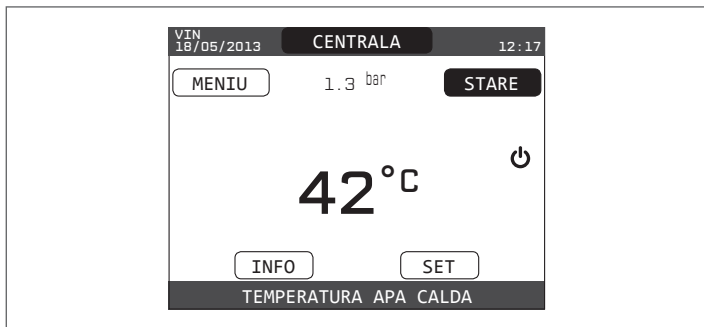 VIN
18/05/2013 CENTRALA 12:17
MENIU 1.3 bar STARE
42°C
INFO SET
TEMPERATURA APA CALDA